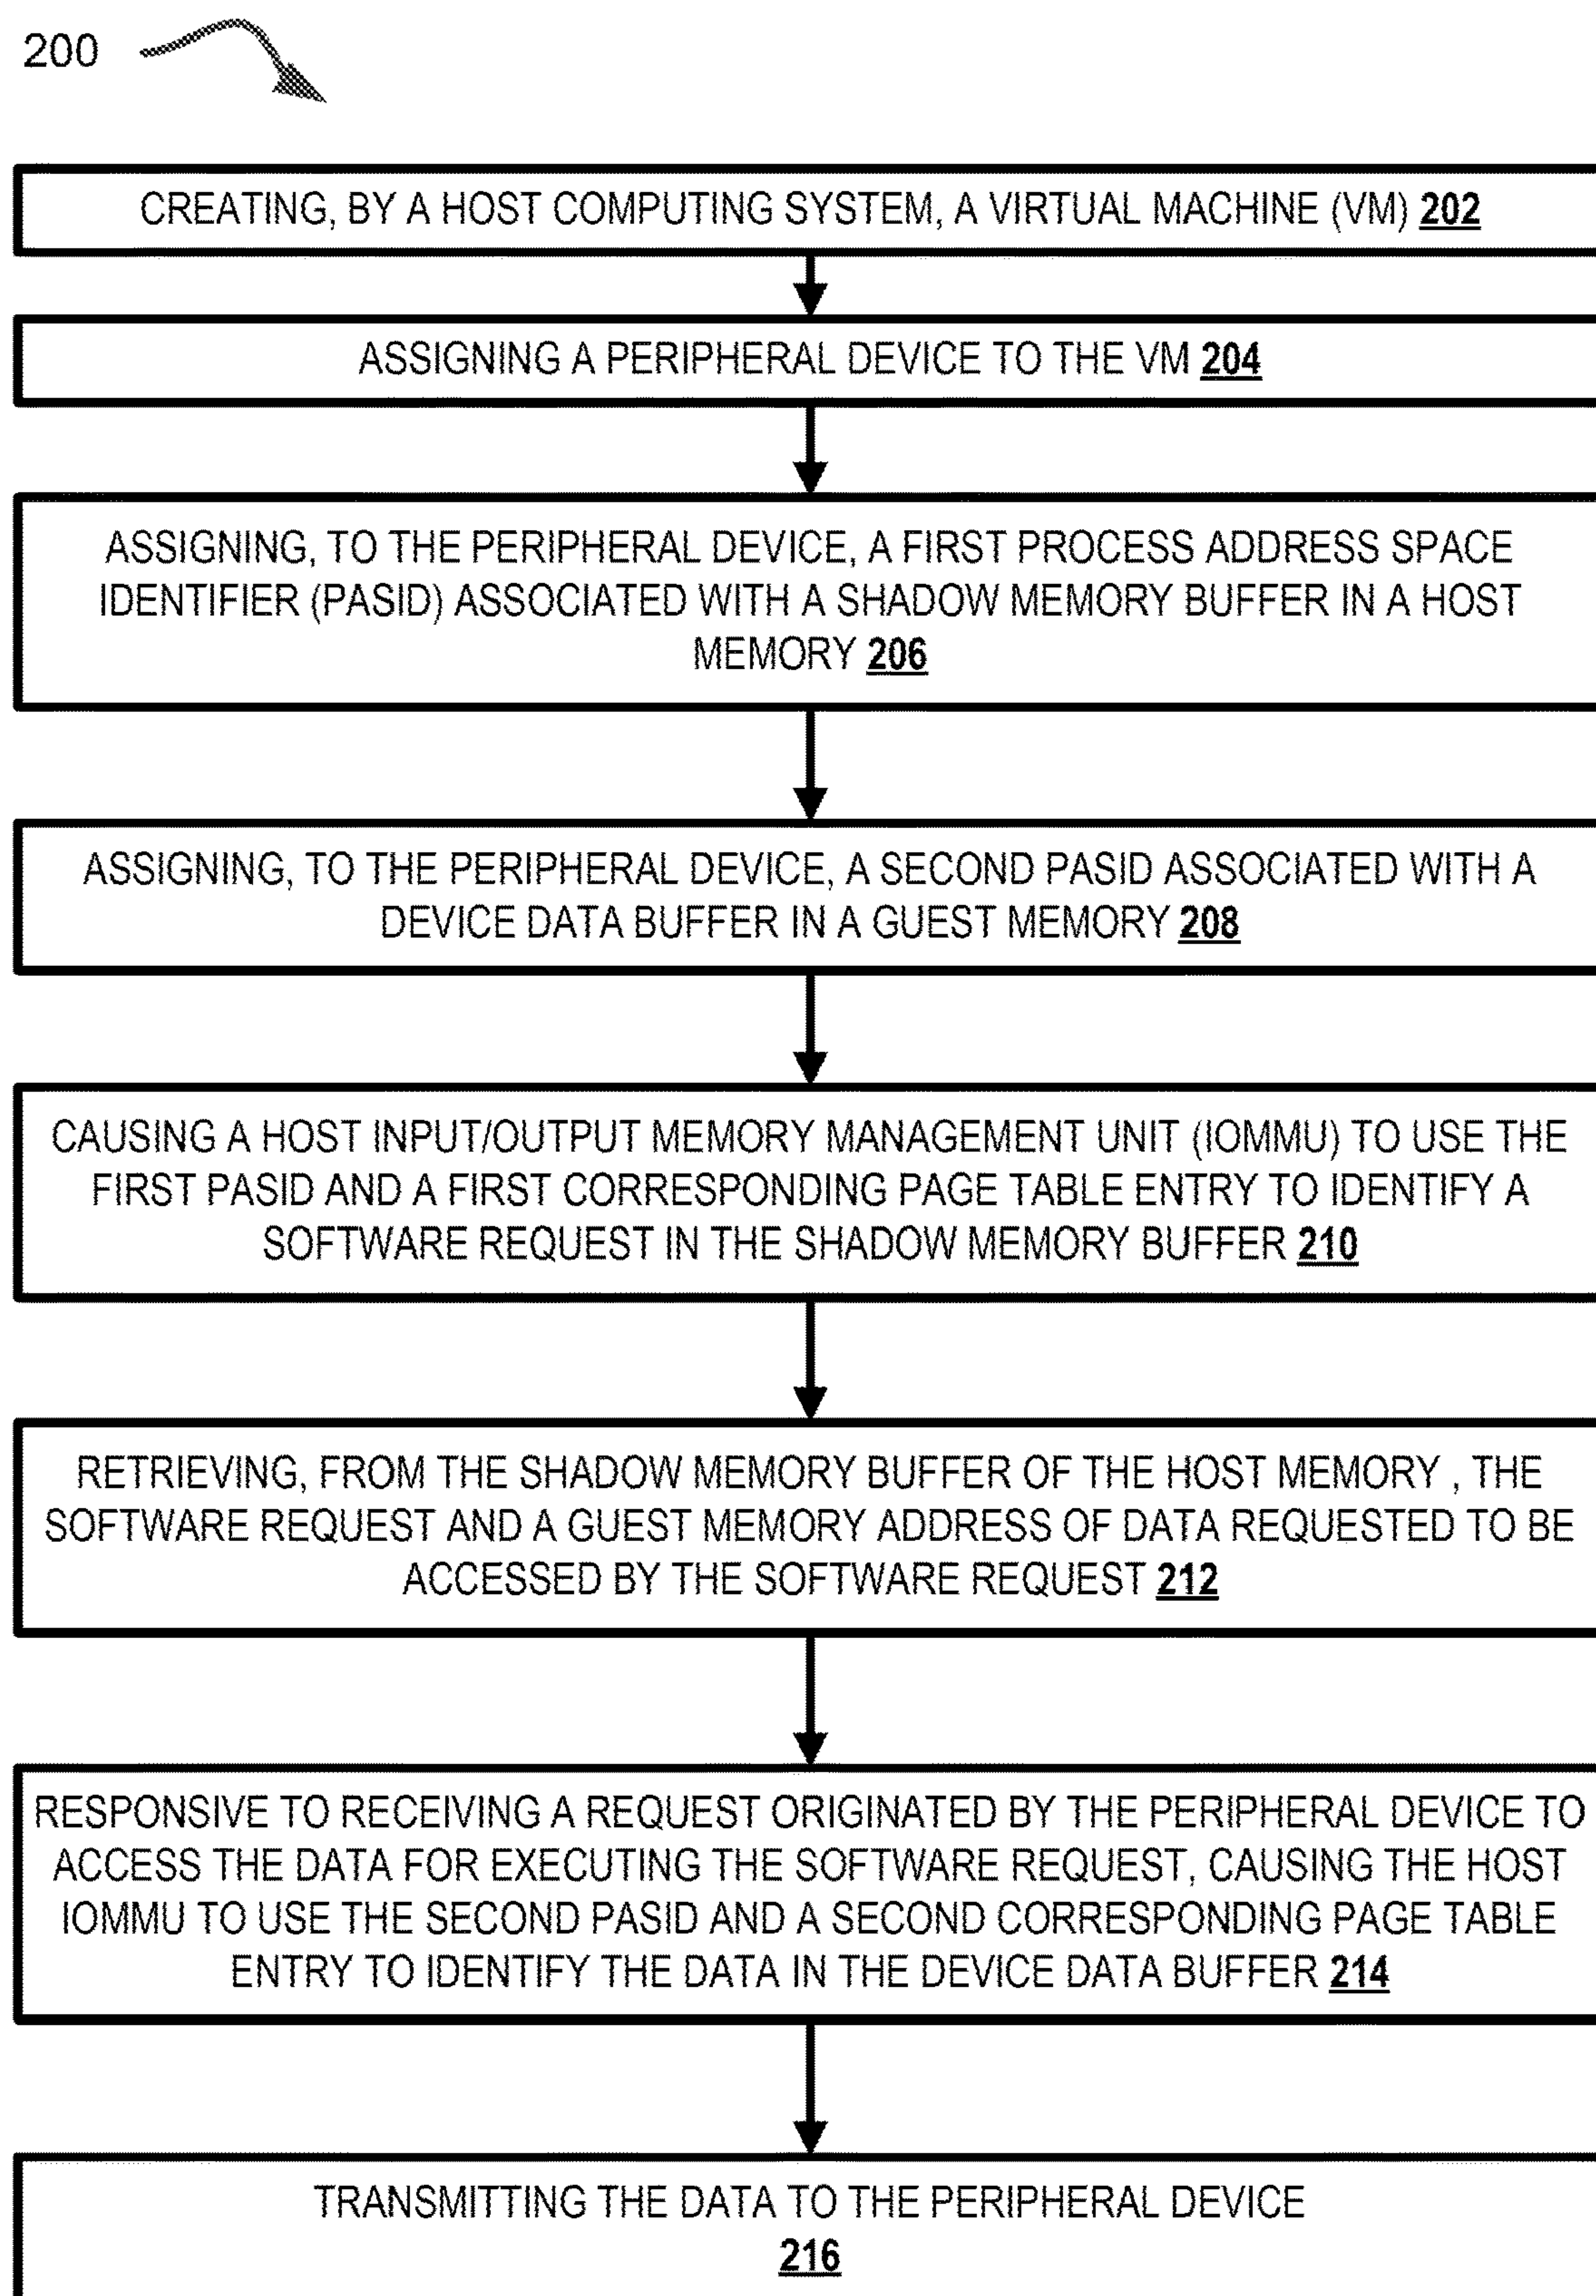 200
CREATING, BY A HOST COMPUTING SYSTEM, A VIRTUAL MACHINE (VM) 202
ASSIGNING A PERIPHERAL DEVICE TO THE VM 204
ASSIGNING, TO THE PERIPHERAL DEVICE, A FIRST PROCESS ADDRESS SPACE
IDENTIFIER (PASID) ASSOCIATED WITH A SHADOW MEMORY BUFFER IN A HOST
MEMORY 206
ASSIGNING, TO THE PERIPHERAL DEVICE, A SECOND PASID ASSOCIATED WITH A
DEVICE DATA BUFFER IN A GUEST MEMORY 208
CAUSING A HOST INPUT/OUTPUT MEMORY MANAGEMENT UNIT (IOMMU) TO USE THE
FIRST PASID AND A FIRST CORRESPONDING PAGE TABLE ENTRY TO IDENTIFY A
SOFTWARE REQUEST IN THE SHADOW MEMORY BUFFER 210
RETRIEVING, FROM THE SHADOW MEMORY BUFFER OF THE HOST MEMORY , THE
SOFTWARE REQUEST AND A GUEST MEMORY ADDRESS OF DATA REQUESTED TO BE
ACCESSED BY THE SOFTWARE REQUEST 212
RESPONSIVE TO RECEIVING A REQUEST ORIGINATED BY THE PERIPHERAL DEVICE TO
ACCESS THE DATA FOR EXECUTING THE SOFTWARE REQUEST, CAUSING THE HOST
IOMMU TO USE THE SECOND PASID AND A SECOND CORRESPONDING PAGE TABLE
ENTRY TO IDENTIFY THE DATA IN THE DEVICE DATA BUFFER 214
TRANSMITTING THE DATA TO THE PERIPHERAL DEVICE
216